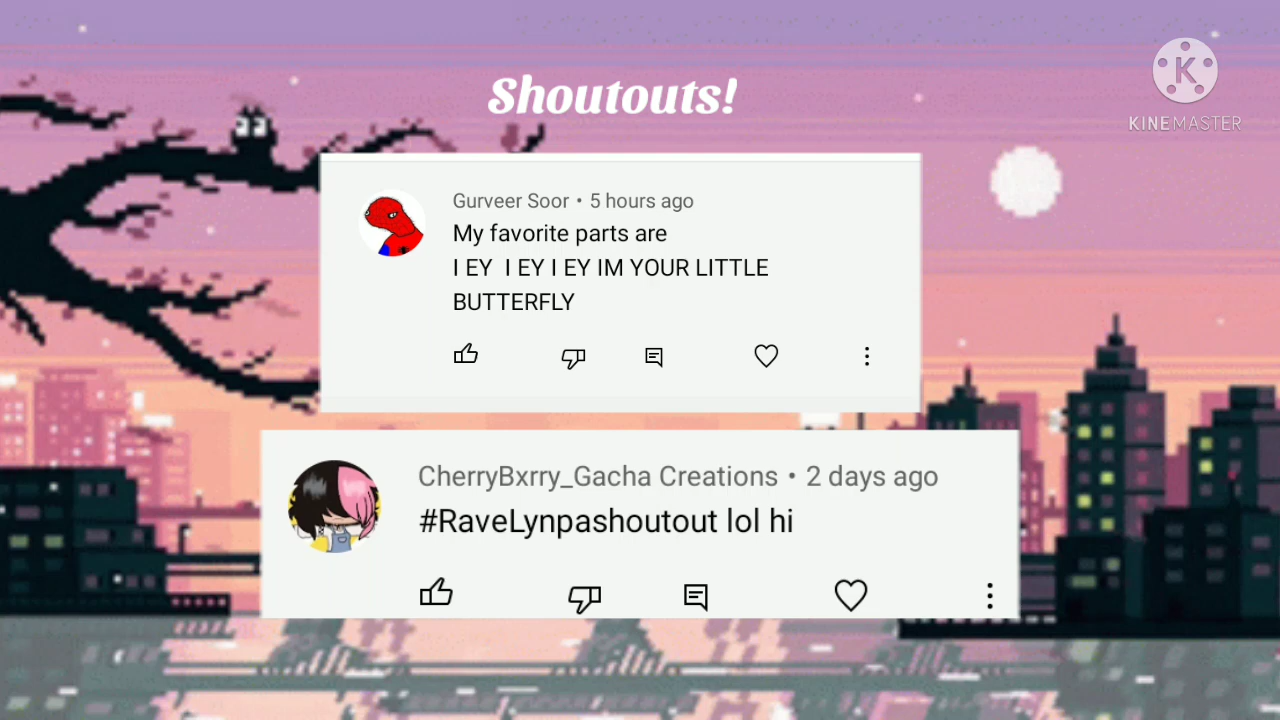 Shoutouts!
K
KINEMASTER
Gurveer Soor • 5 hours ago
My favorite parts are
I EY  I EY I EY IM YOUR LITTLE
BUTTERFLY
CherryBxrry_Gacha Creations • 2 days ago
#RaveLynpashoutout lol hi